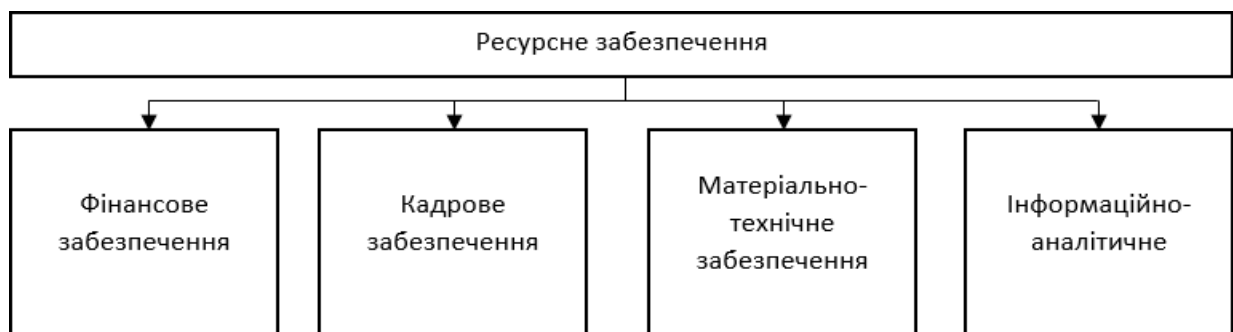 Ресурсне забезпечення
Фінансове
забезпечення
Кадрове
забезпечення
Матеріально-
технічне
забезпечення
Інформаційно-
аналітичне